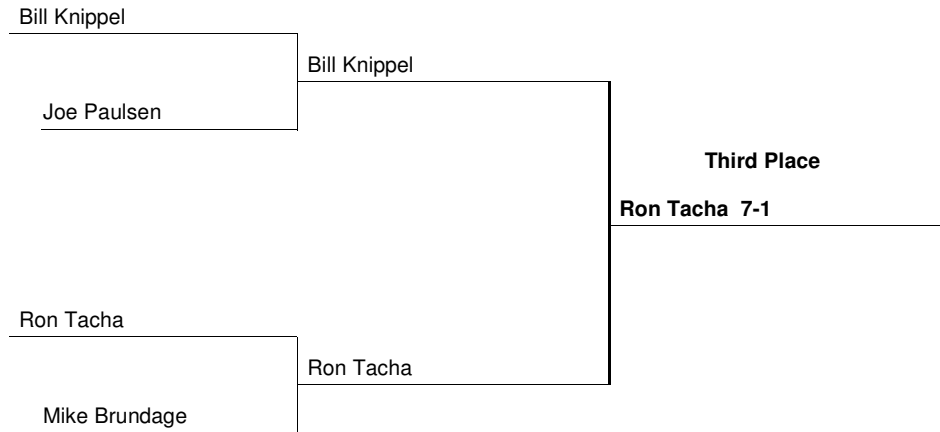 Bill Knippel
Bill Knippel
Joe Paulsen
Third Place
Ron Tacha 7-1
Ron Tacha
Ron Tacha
Mike Brundage